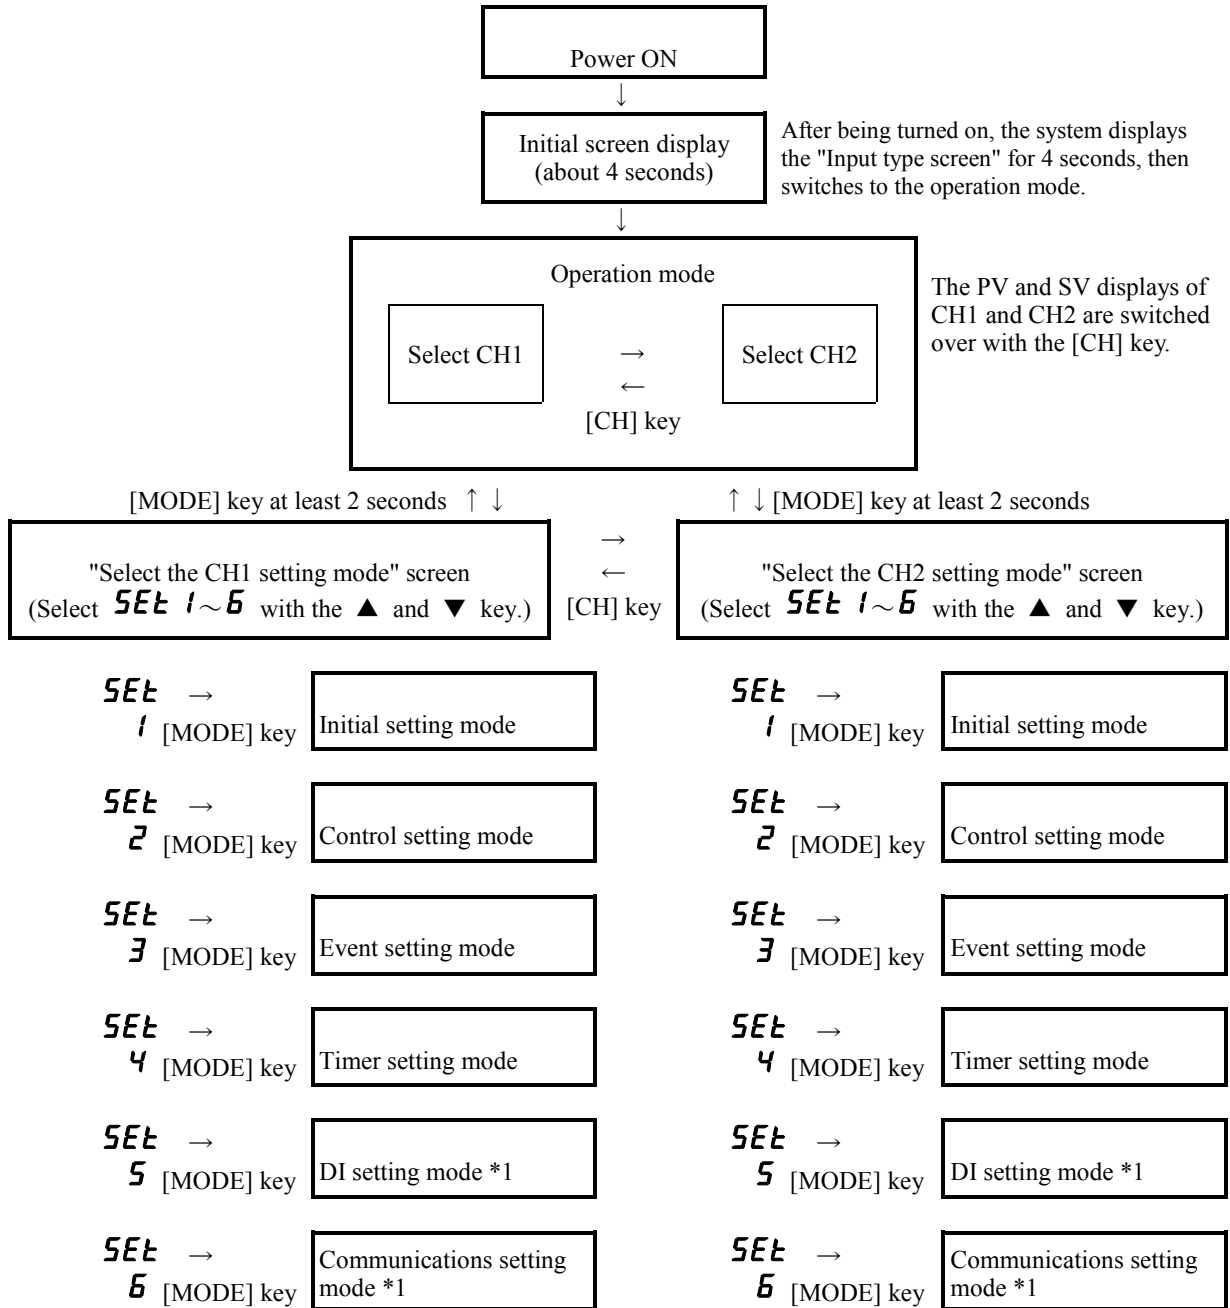 Power ON
↓
Initial screen display
(about 4 seconds)
After being turned on, the system displays
the "Input type screen" for 4 seconds, then
switches to the operation mode.
↓
Operation mode
Select CH1
→
←
[CH] key
Select CH2
The PV and SV displays of
CH1 and CH2 are switched
over with the [CH] key.
[MODE] key at least 2 seconds ↑ ↓
↑ ↓ [MODE] key at least 2 seconds
"Select the CH1 setting mode" screen
(Select SEt 1～6 with the ▲ and ▼ key.)
→
←
[CH] key
"Select the CH2 setting mode" screen
(Select SEt 1～6 with the ▲ and ▼ key.)
SEt →
1 [MODE] key
Initial setting mode
SEt →
1 [MODE] key
Initial setting mode
SEt →
2 [MODE] key
Control setting mode
SEt →
2 [MODE] key
Control setting mode
SEt →
3 [MODE] key
Event setting mode
SEt →
3 [MODE] key
Event setting mode
SEt →
4 [MODE] key
Timer setting mode
SEt →
4 [MODE] key
Timer setting mode
SEt →
5 [MODE] key
DI setting mode *1
SEt →
5 [MODE] key
DI setting mode *1
SEt →
6 [MODE] key
Communications setting
mode *1
SEt →
6 [MODE] key
Communications setting
mode *1